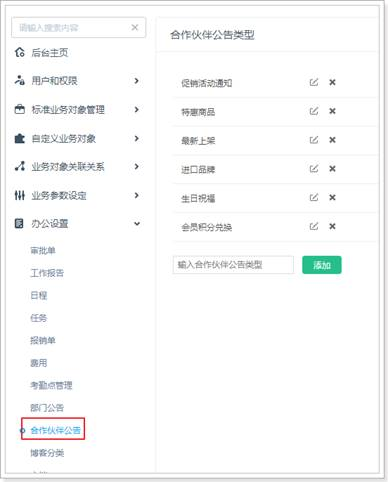 请输入搜索内容
后台主页
用户和权限
标准业务对象管理
自定义业务对象
业务对象关联关系
业务参数设定
办公设置
审批单
工作报告
日程
任务
报销单
费用
考勤点管理
部门公告
合作伙伴公告
博客分类
合作伙伴公告类型
促销活动通知
特惠商品
最新上架
进口品牌
生日祝福
会员积分兑换
输入合作伙伴公告类型
添加